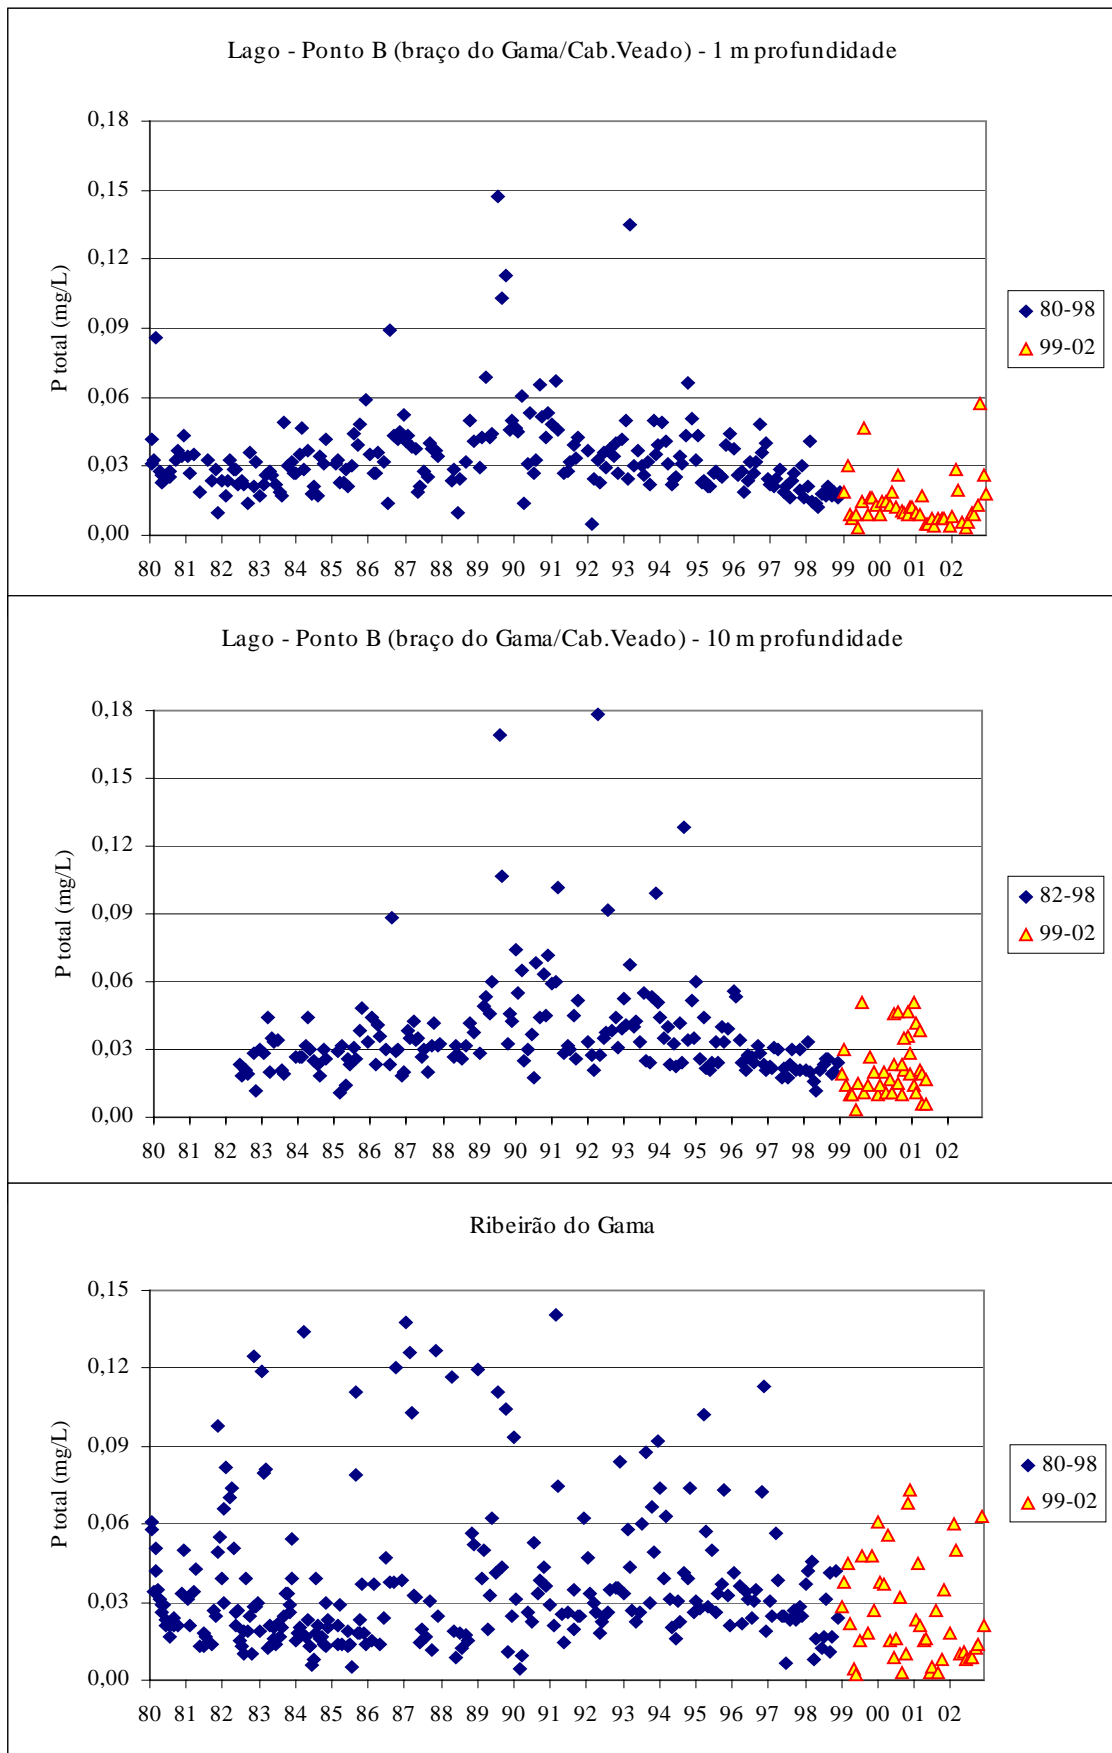 Lago - Ponto B (braço do Gama/Cab.Veado) - 1 m profundidade
P total (mg/L)
0,18
0,15
0,12
0,09
0,06
0,03
0,00
80 81 82 83 84 85 86 87 88 89 90 91 92 93 94 95 96 97 98 99 00 01 02
80-98
99-02
Lago - Ponto B (braço do Gama/Cab.Veado) - 10 m profundidade
P total (mg/L)
0,18
0,15
0,12
0,09
0,06
0,03
0,00
80 81 82 83 84 85 86 87 88 89 90 91 92 93 94 95 96 97 98 99 00 01 02
82-98
99-02
Ribeirão do Gama
P total (mg/L)
0,15
0,12
0,09
0,06
0,03
0,00
80 81 82 83 84 85 86 87 88 89 90 91 92 93 94 95 96 97 98 99 00 01 02
80-98
99-02